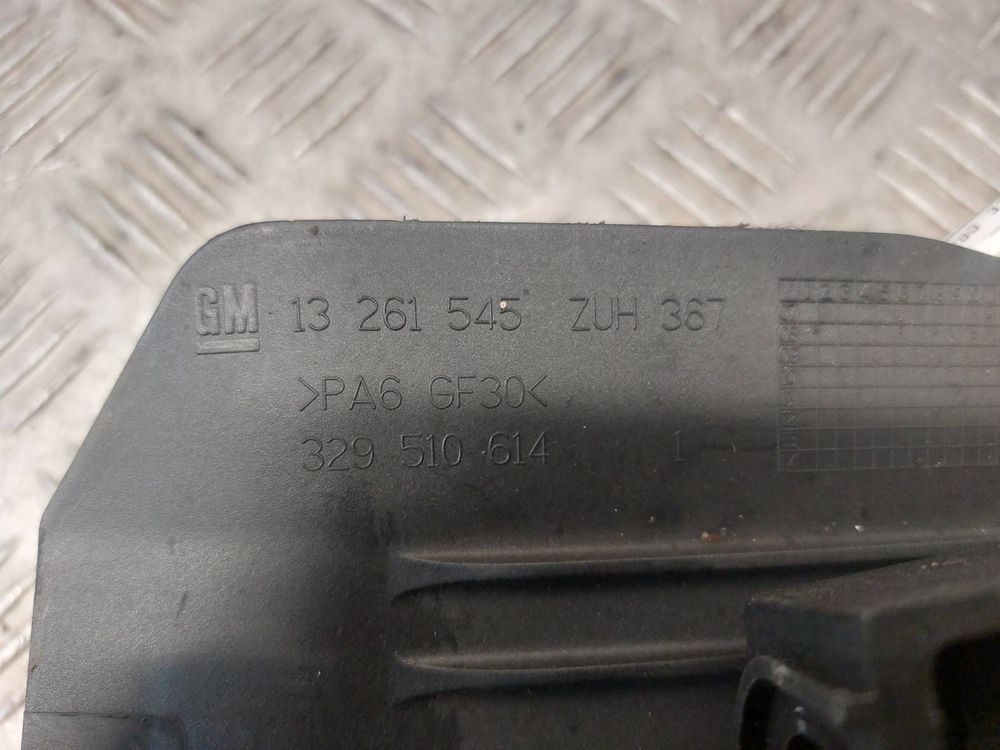 GM 13 261 545 ZUH 367
>PA6 GF30<
329 510 614 1